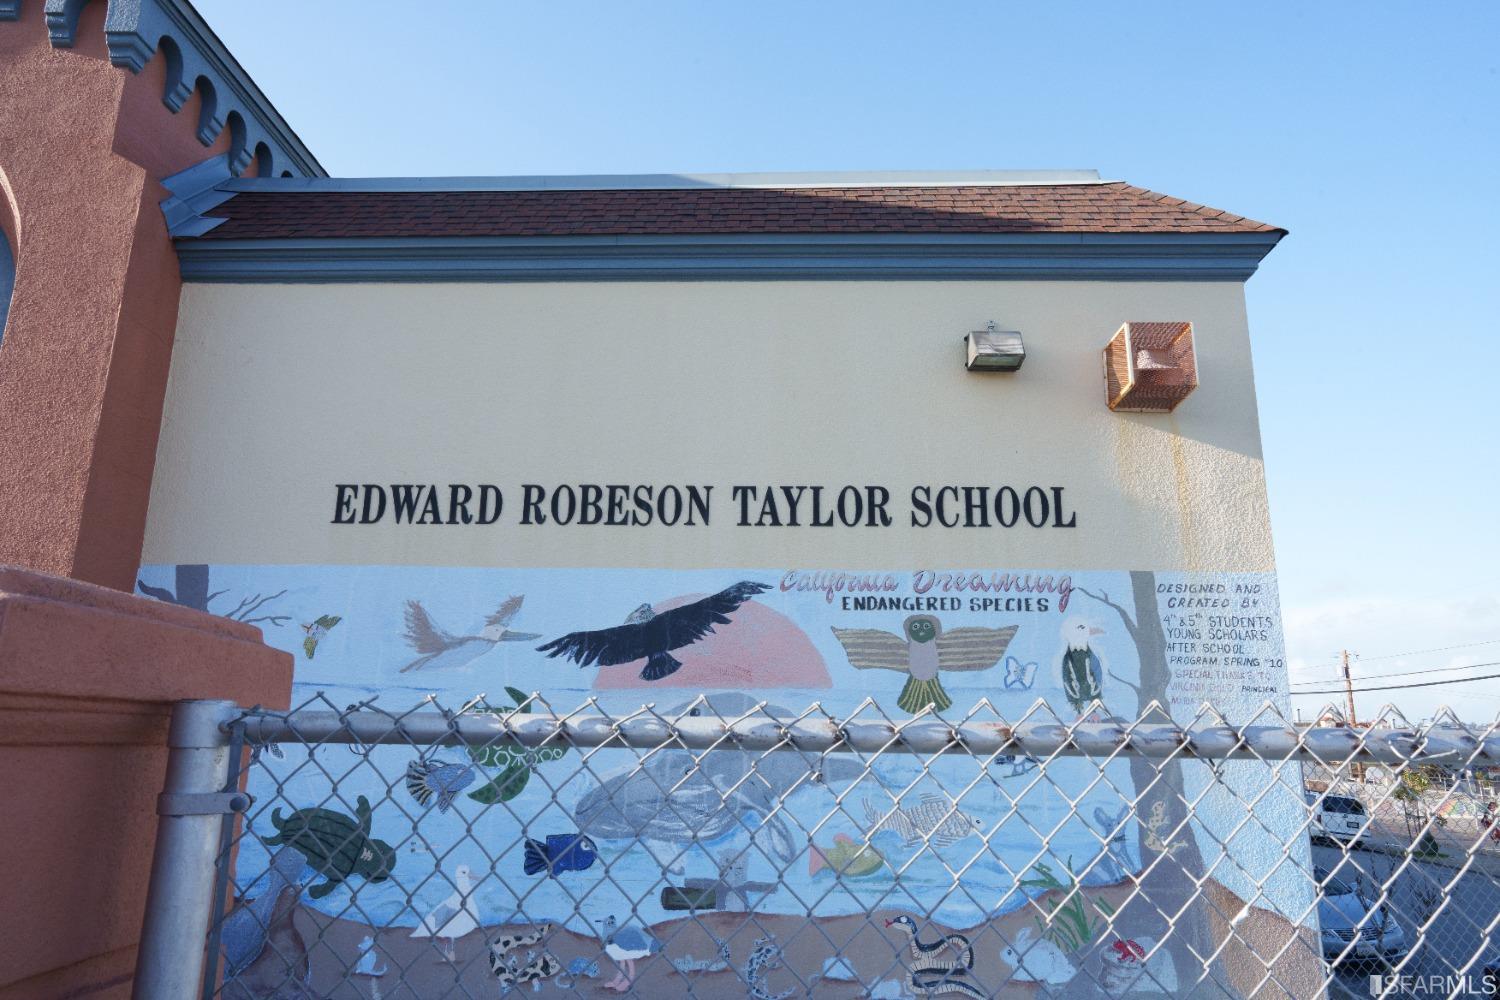 EDWARD ROBESON TAYLOR SCHOOL
California Dreaming
ENDANGERED SPECIES
DESIGNED AND
CREATED BY
4th & 5th STUDENTS
YOUNG SCHOLARS
AFTER SCHOOL
PROGRAM SPRING '10
SPECIAL THANKS TO
PRINCIPAL
SFARMLS